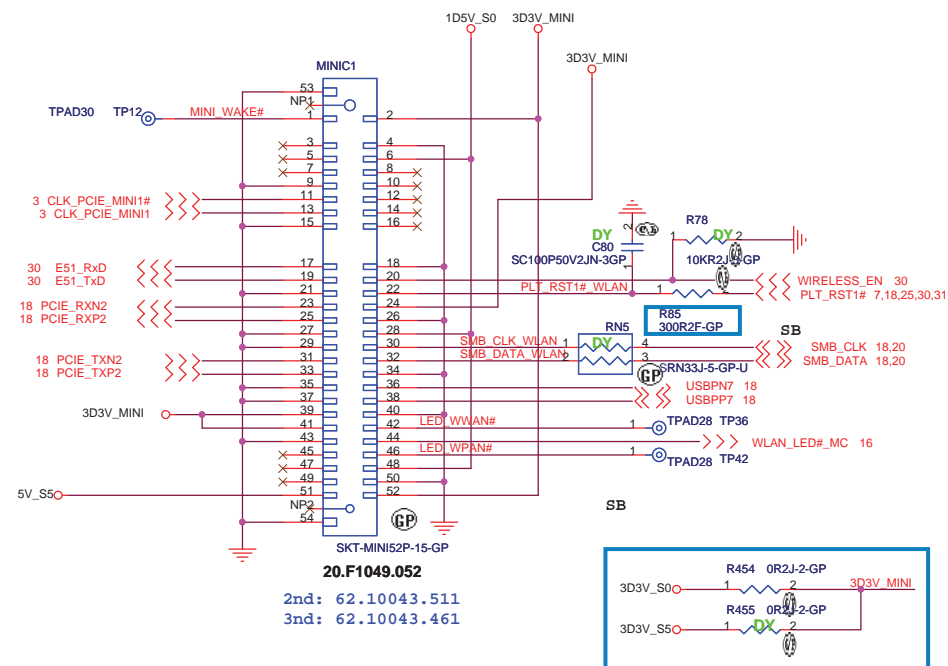 1D5V_S0 3D3V_MINI
3D3V_MINI
MINIC1
53
NP1
TPAD30 TP12 MINI_WAKE# 1 2
3 4
5 6
7 8
9 10
3 CLK_PCIE_MINI1# 11 12
3 CLK_PCIE_MINI1 13 14
15 16
DY 2
C80
SC100P50V2JN-3GP
1
R78
1 DY 2
10KR2J-3-GP
30 E51_RxD 17 18
30 E51_TxD 19 20 WIRELESS_EN 30
21 22 PLT_RST1#_WLAN 1 2 PLT_RST1# 7,18,25,30,31
18 PCIE_RXN2 23 24
18 PCIE_RXP2 25 26
R85
300R2F-GP
27 28 RN5 SB
29 30 SMB_CLK_WLAN 1 DY 4 SMB_CLK 18,20
18 PCIE_TXN2 31 32 SMB_DATA_WLAN 2 3 SMB_DATA 18,20
18 PCIE_TXP2 33 34 GP SRN33J-5-GP-U
35 36 USBPN7 18
37 38 USBPP7 18
3D3V_MINI 39 40
41 42 LED_WWAN# 1 TPAD28 TP36
43 44 WLAN_LED#_MC 16
45 46 LED_WPAN# 1
47 48 TPAD28 TP42
49 50
5V_S5 51 52
NP2
54
GP
SB
SKT-MINI52P-15-GP
20.F1049.052
2nd: 62.10043.511
3nd: 62.10043.461
R454 0R2J-2-GP
3D3V_S0 1 2 3D3V_MINI
R455 0R2J-2-GP
3D3V_S5 1 DY 2